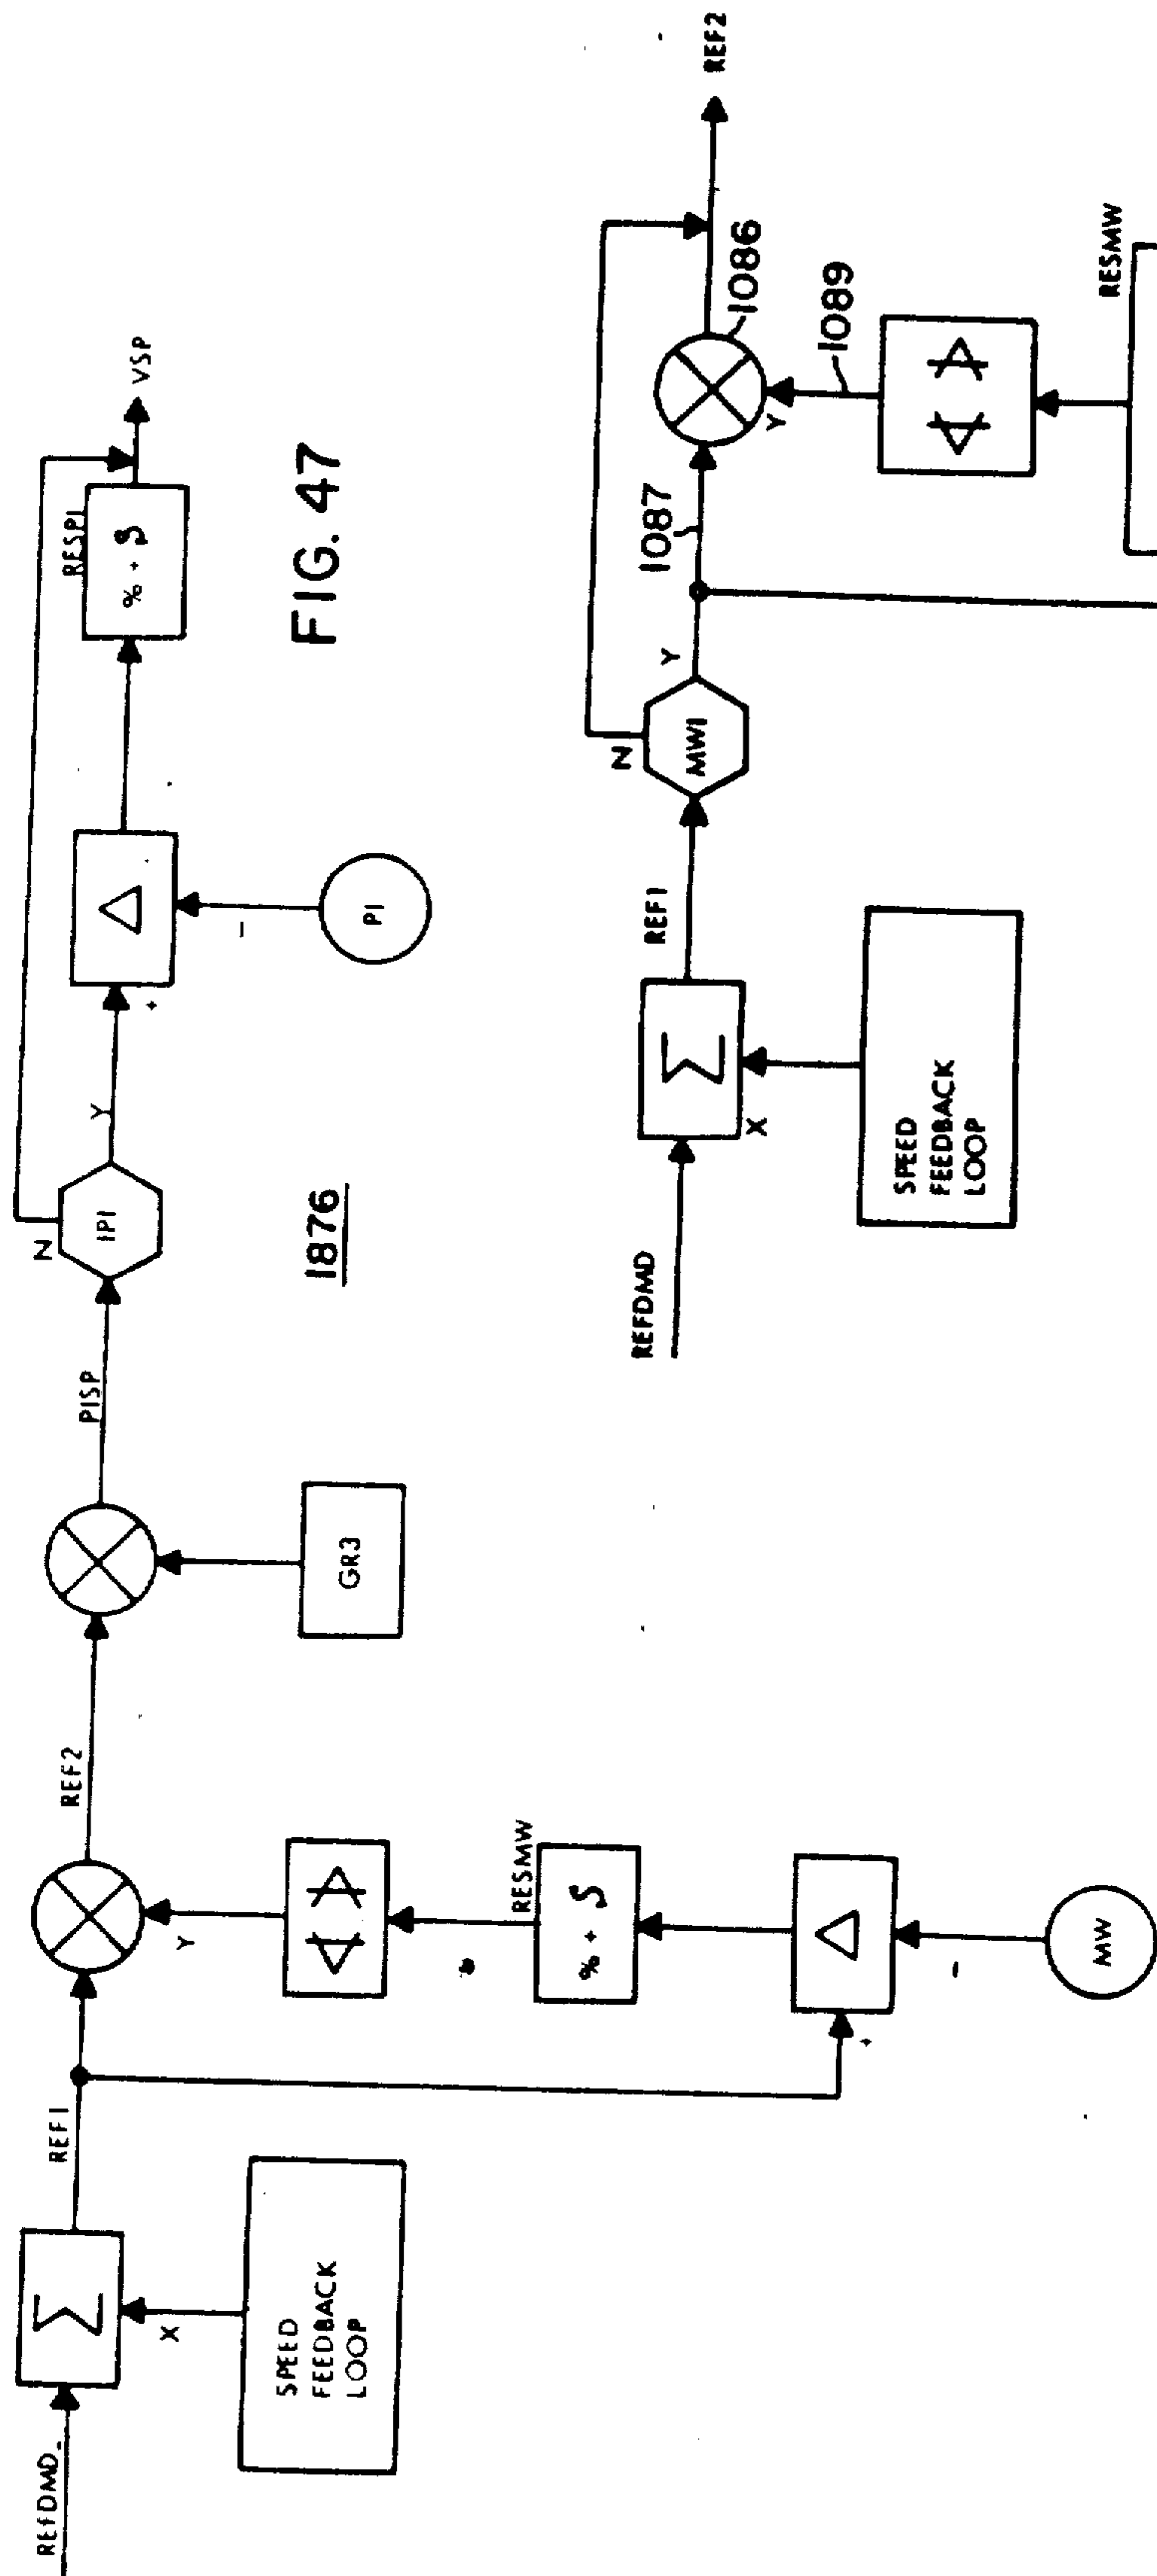 REFDMD
Σ
REF1
X
SPEED
FEEDBACK
LOOP
REF2
Y
RESMW
% + ∫
Δ
+
-
MW
GR3
PISP
IPI
N
Y
+
Δ
-
PI
RESPI
% + ∫
VSP
1876
FIG. 47
REFDMD
Σ
X
SPEED
FEEDBACK
LOOP
REF1
MWI
N
Y
1087
1086
Y
1089
RESMW
REF2